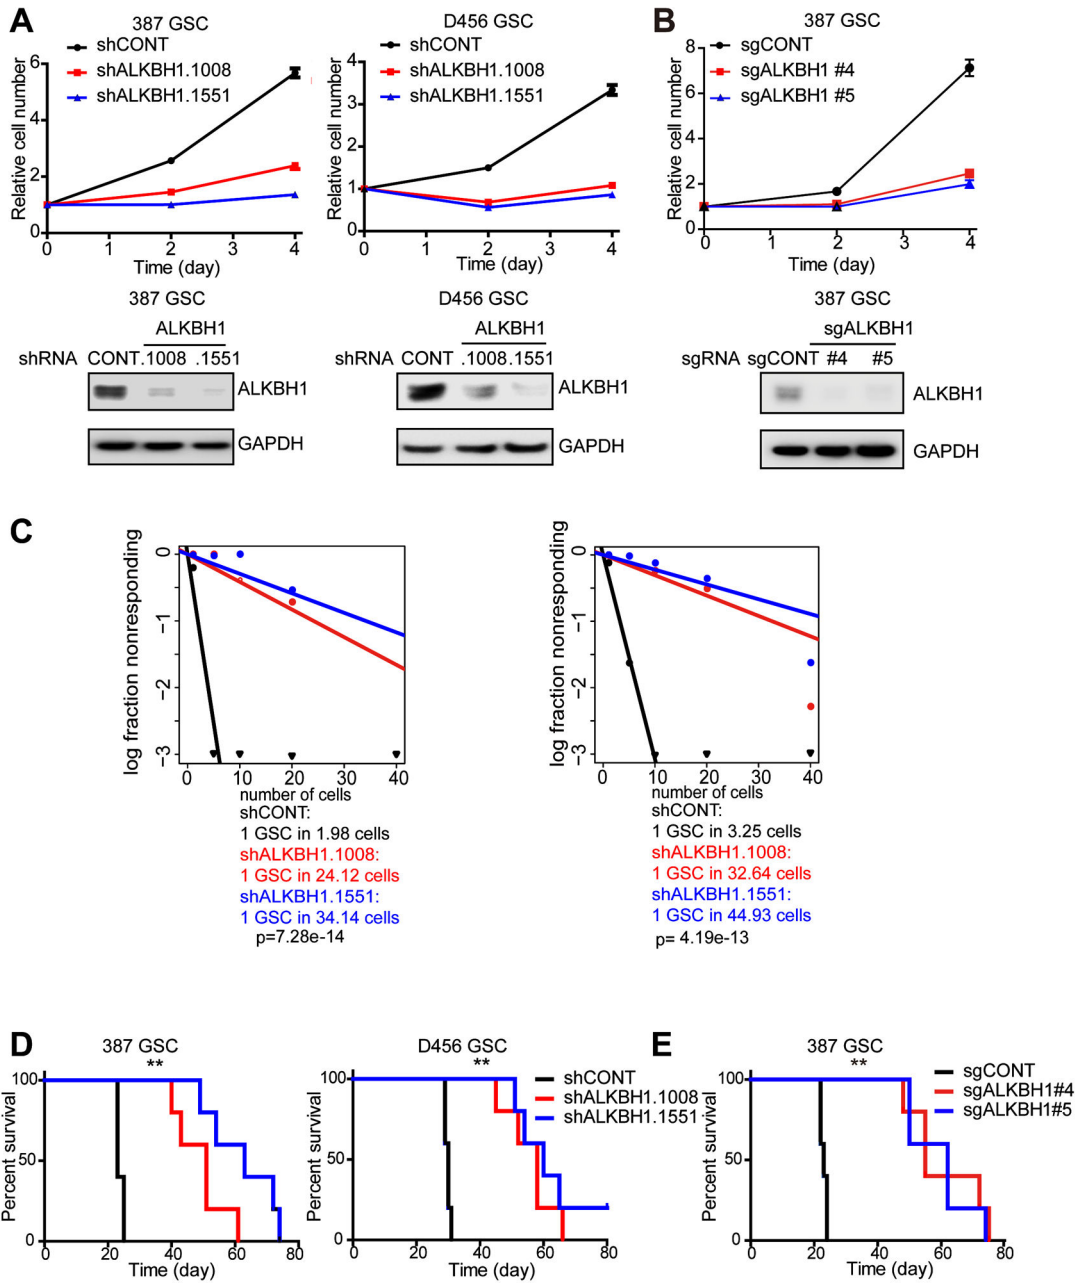 A
387 GSC
shCONT
shALKBH1.1008
shALKBH1.1551
Relative cell number
6
4
2
0
0 1 2 3 4
Time (day)
D456 GSC
shCONT
shALKBH1.1008
shALKBH1.1551
Relative cell number
4
3
2
1
0
0 1 2 3 4
Time (day)
B
387 GSC
sgCONT
sgALKBH1 #4
sgALKBH1 #5
Relative cell number
8
6
4
2
0
0 1 2 3 4
Time (day)
387 GSC
ALKBH1
shRNA CONT .1008 .1551
ALKBH1
GAPDH
D456 GSC
ALKBH1
shRNA CONT .1008 .1551
ALKBH1
GAPDH
387 GSC
sgALKBH1
sgRNA sgCONT #4 #5
ALKBH1
GAPDH
C
log fraction nonresponding
0
−1
−2
−3
0 10 20 30 40
number of cells
shCONT:
1 GSC in 1.98 cells
shALKBH1.1008:
1 GSC in 24.12 cells
shALKBH1.1551:
1 GSC in 34.14 cells
p=7.28e-14
log fraction nonresponding
0
−1
−2
−3
0 10 20 30 40
number of cells
shCONT:
1 GSC in 3.25 cells
shALKBH1.1008:
1 GSC in 32.64 cells
shALKBH1.1551:
1 GSC in 44.93 cells
p= 4.19e-13
D
387 GSC
**
Percent survival
100
50
0
0 20 40 60 80
Time (day)
D456 GSC
**
shCONT
shALKBH1.1008
shALKBH1.1551
Percent survival
100
50
0
0 20 40 60 80
Time (day)
E
387 GSC
**
sgCONT
sgALKBH1#4
sgALKBH1#5
Percent survival
100
50
0
0 20 40 60 80
Time (day)